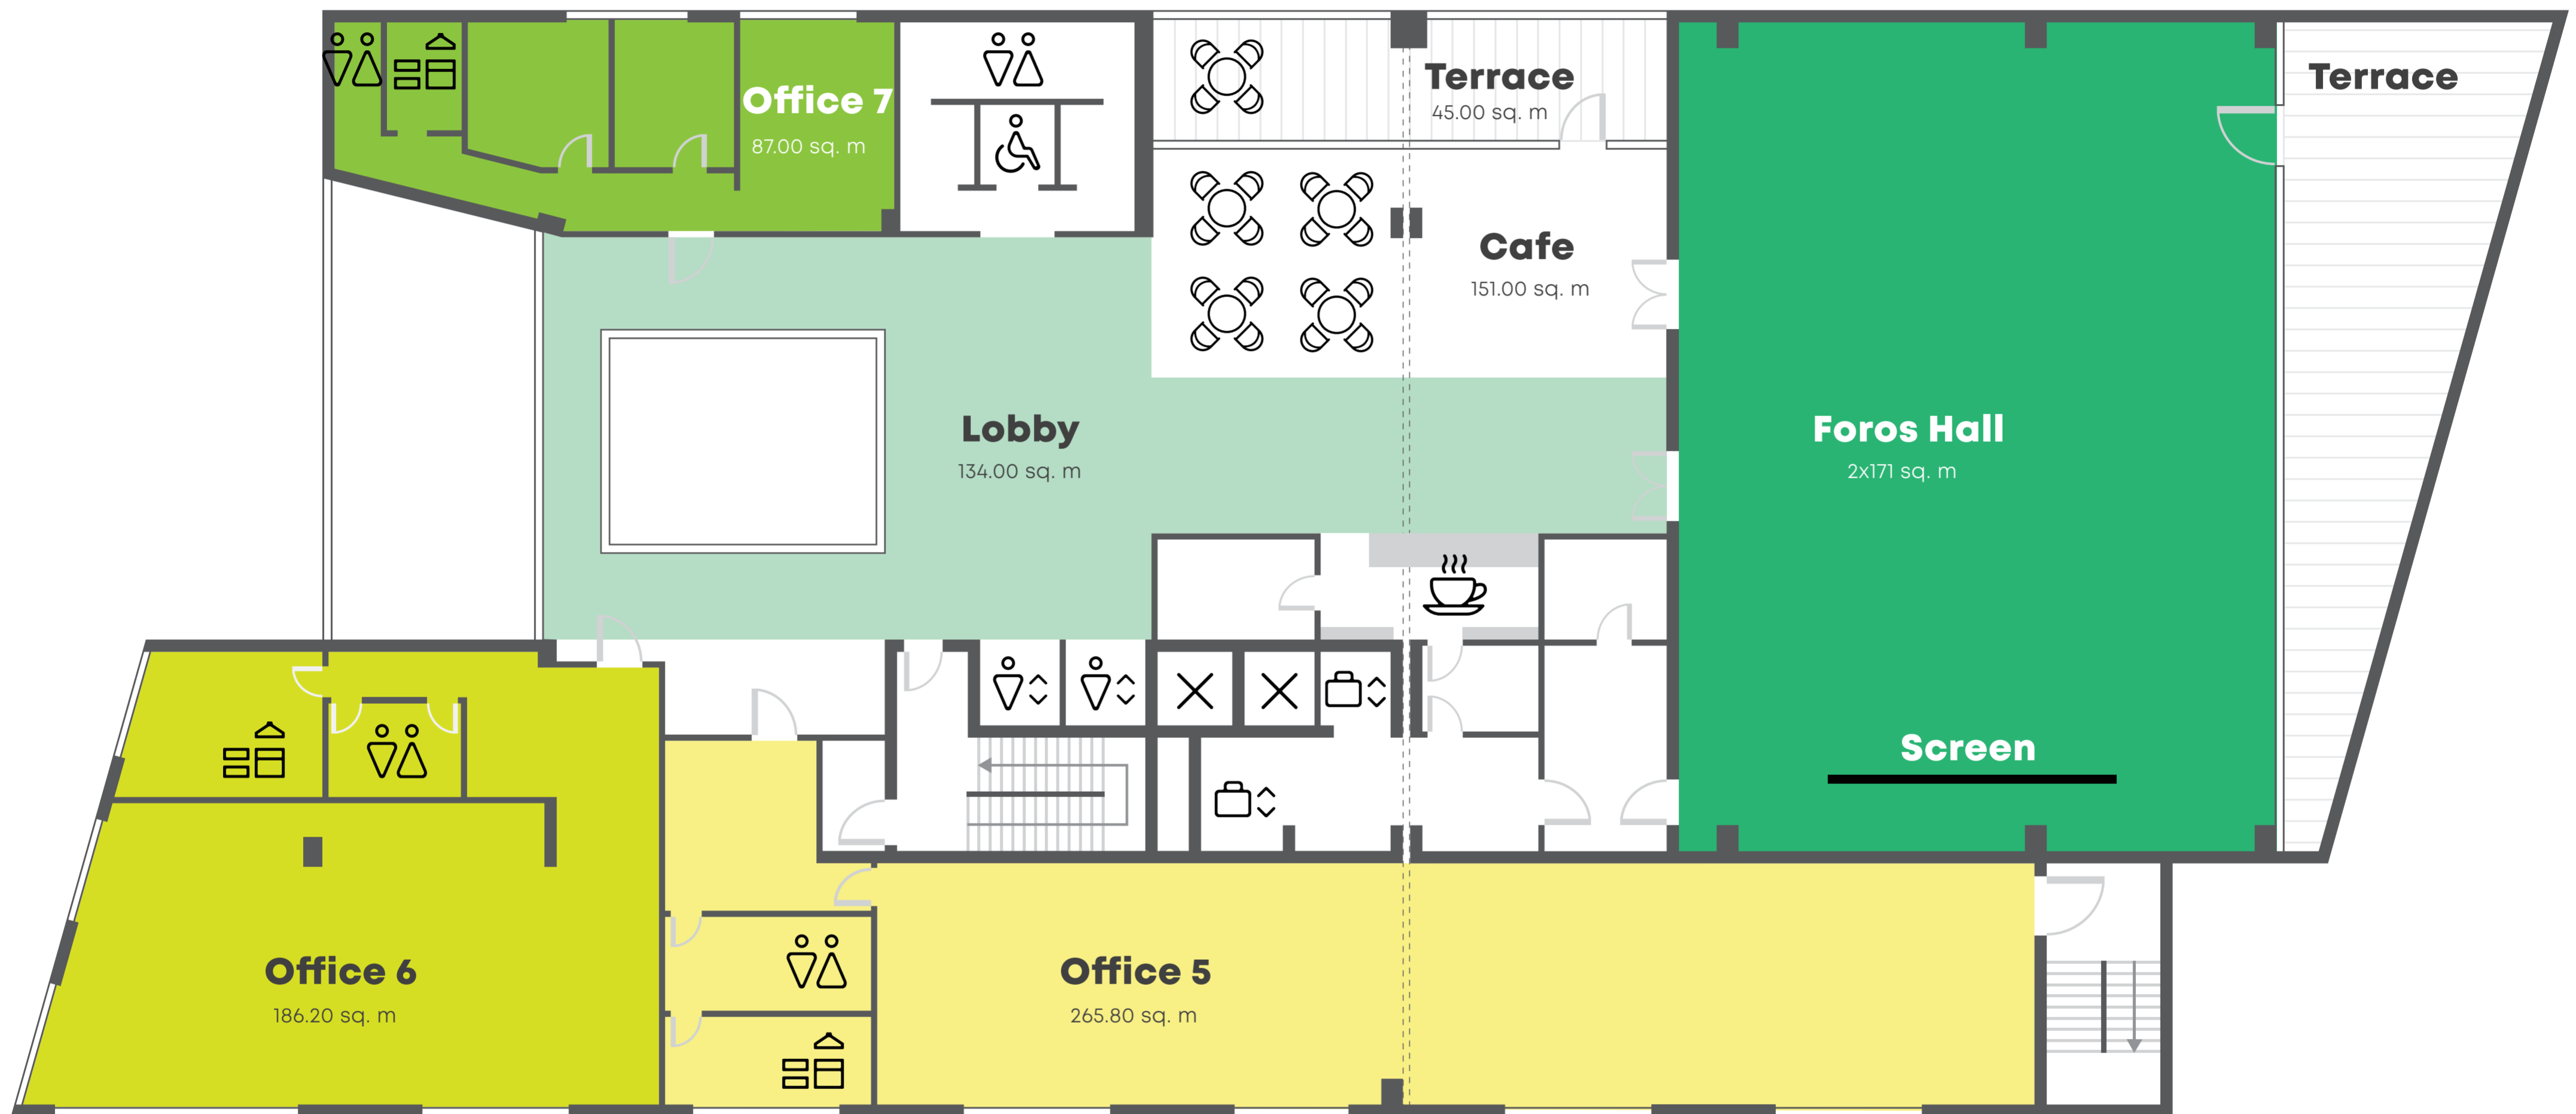 Office 7
87.00 sq. m
Terrace
45.00 sq. m
Terrace
Cafe
151.00 sq. m
Lobby
134.00 sq. m
Foros Hall
2x171 sq. m
Screen
Office 6
186.20 sq. m
Office 5
265.80 sq. m